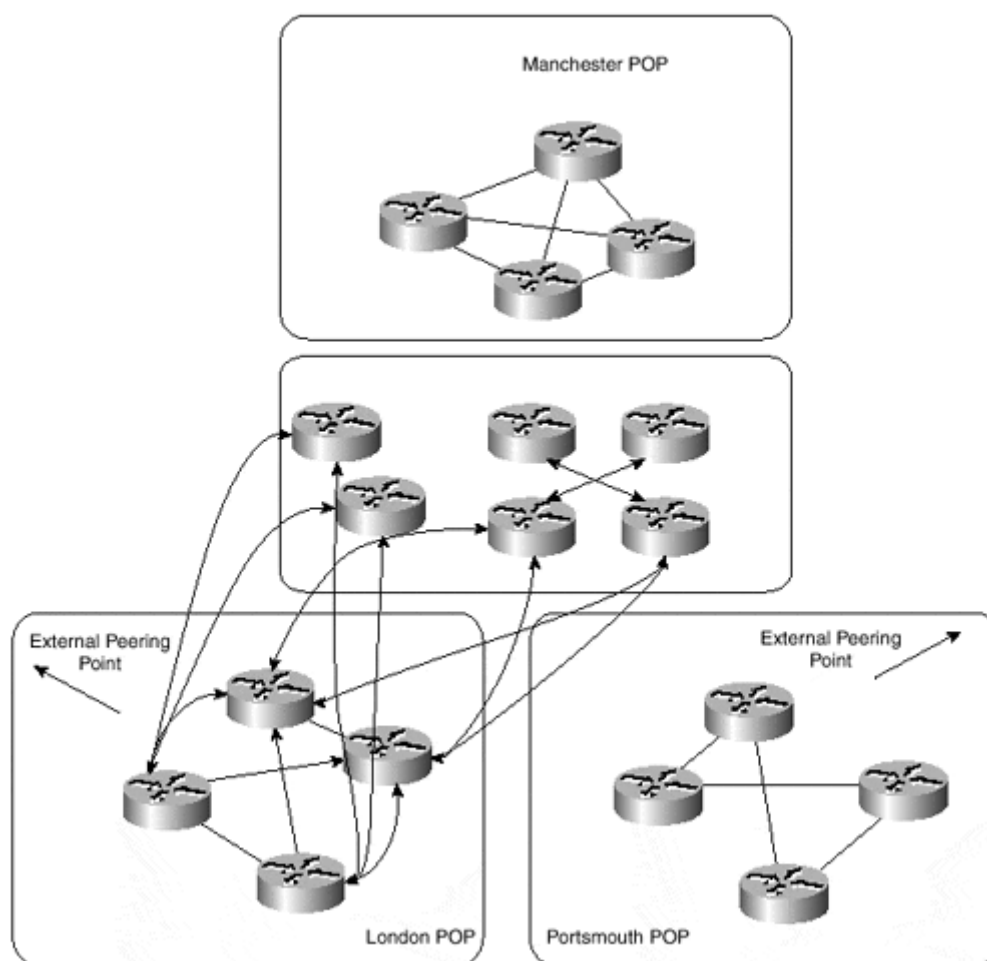 Manchester POP
External Peering
Point
External Peering
Point
London POP
Portsmouth POP